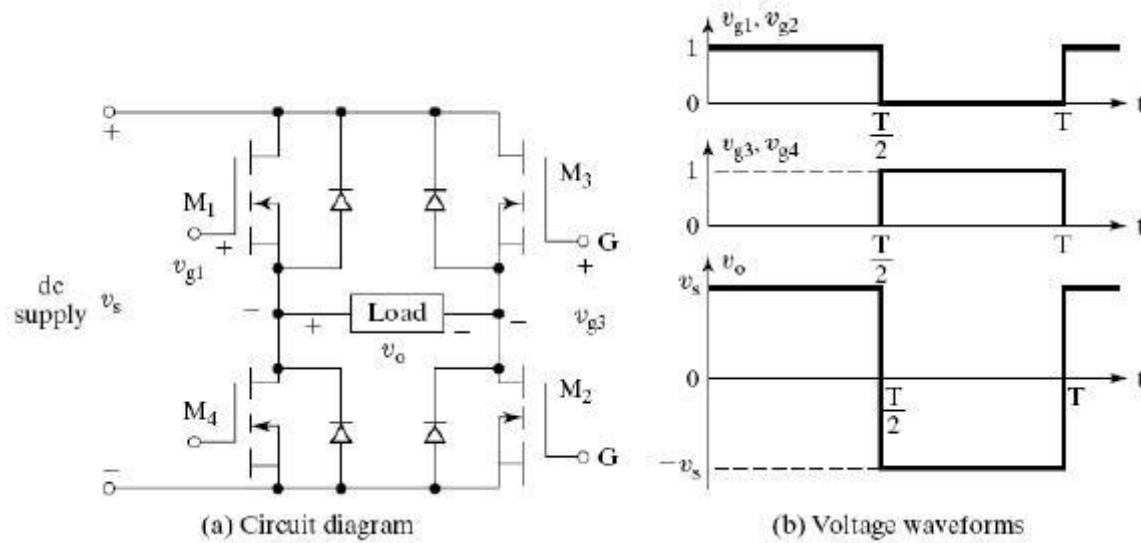 +
M1
+
vg1
dc
supply
vs
−
+
Load
−
−
vo
M3
G
+
vg3
M4
M2
G
−
(a) Circuit diagram
vg1, vg2
1
0
T/2
T
t
vg3, vg4
1
0
T/2
T
t
vo
vs
0
T/2
T
t
−vs
(b) Voltage waveforms